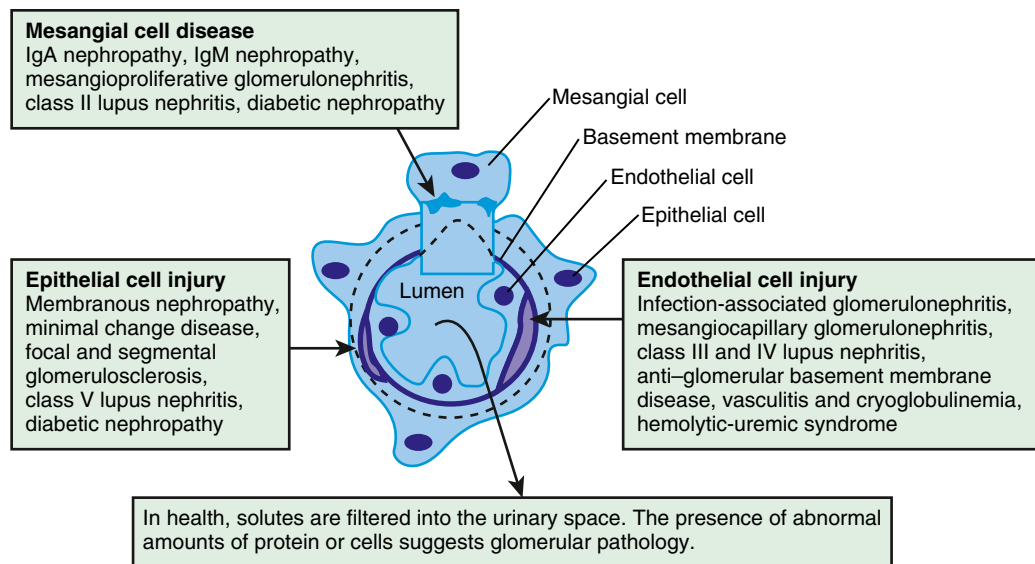 Mesangial cell disease
IgA nephropathy, IgM nephropathy,
mesangioproliferative glomerulonephritis,
class II lupus nephritis, diabetic nephropathy
Mesangial cell
Basement membrane
Endothelial cell
Epithelial cell
Epithelial cell injury
Membranous nephropathy,
minimal change disease,
focal and segmental
glomerulosclerosis,
class V lupus nephritis,
diabetic nephropathy
Lumen
Endothelial cell injury
Infection-associated glomerulonephritis,
mesangiocapillary glomerulonephritis,
class III and IV lupus nephritis,
anti–glomerular basement membrane
disease, vasculitis and cryoglobulinemia,
hemolytic-uremic syndrome
In health, solutes are filtered into the urinary space. The presence of abnormal
amounts of protein or cells suggests glomerular pathology.